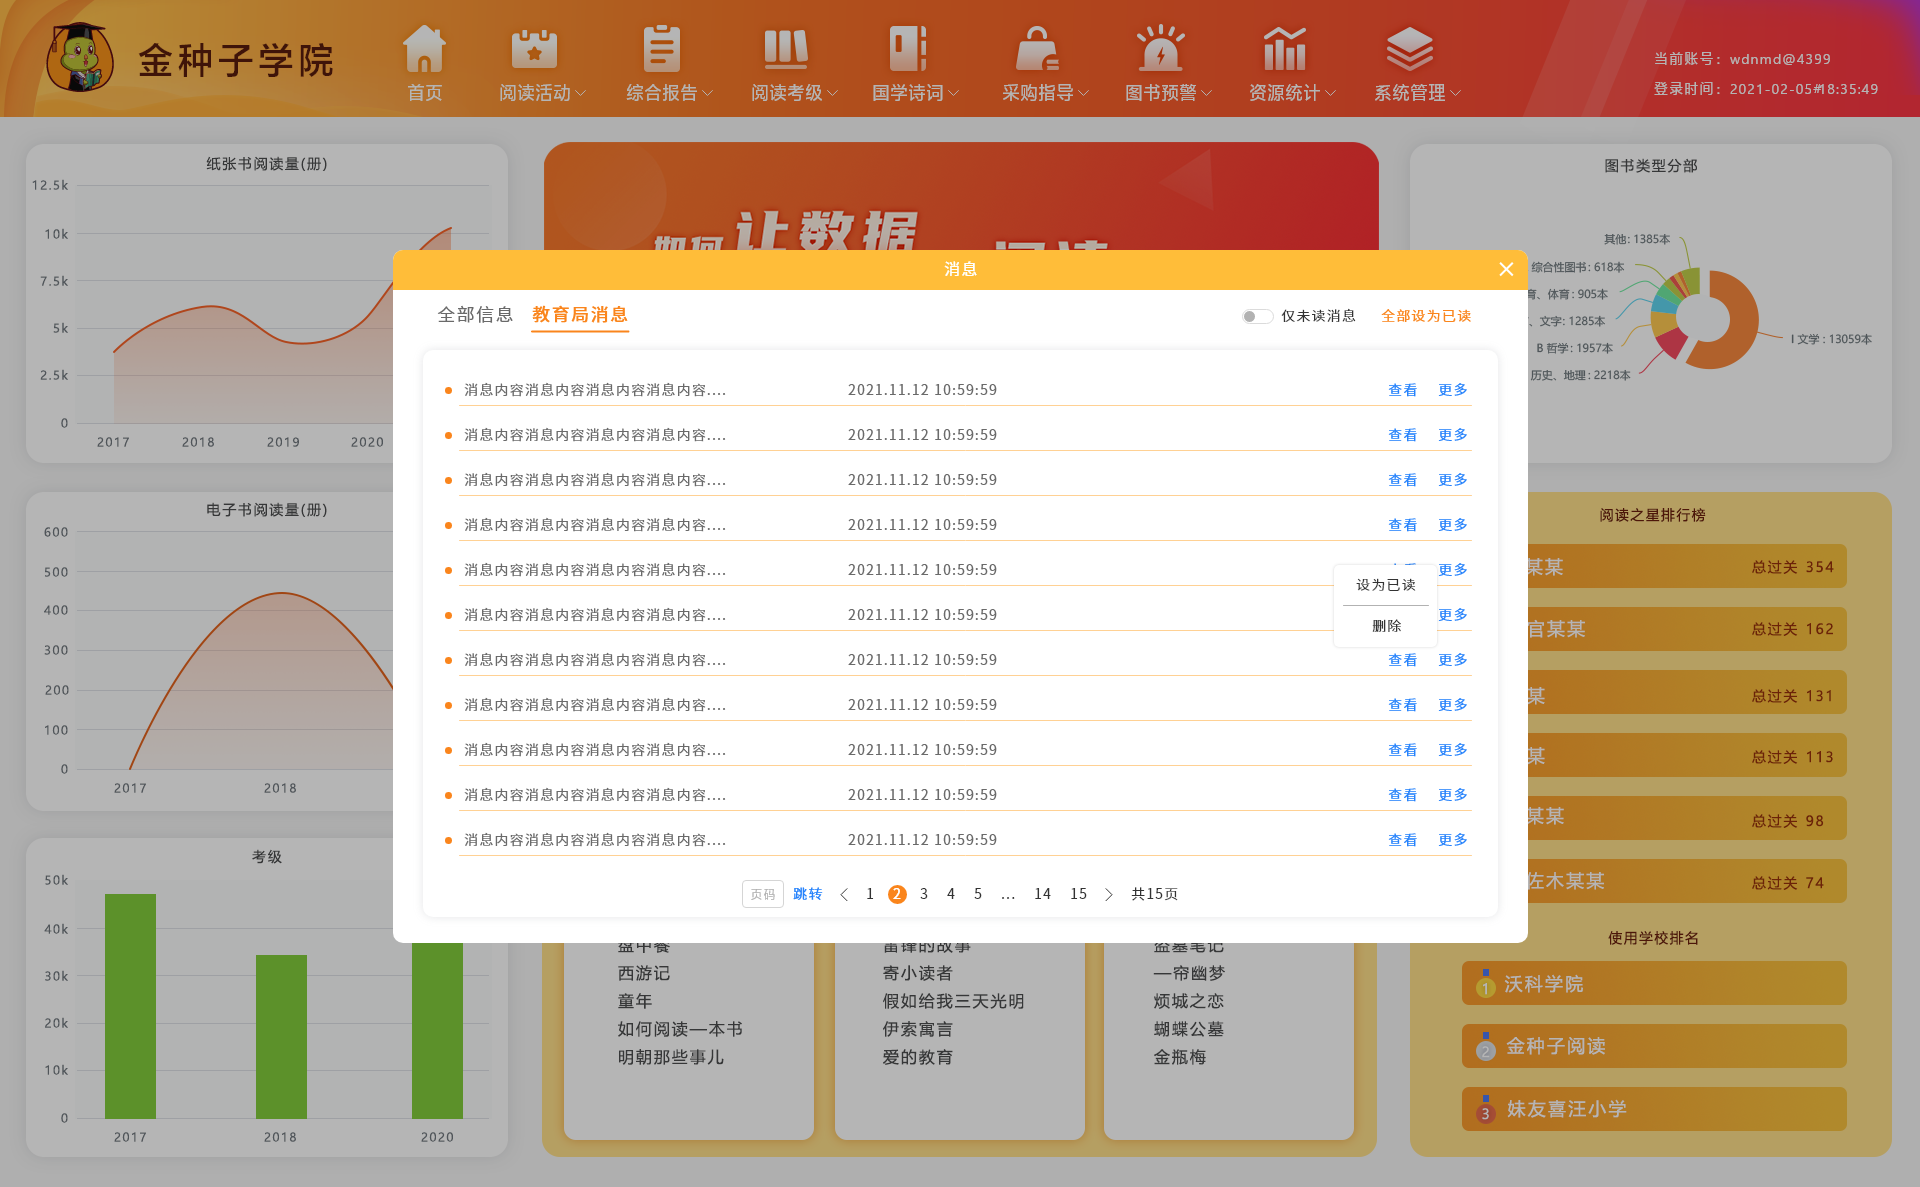 金种子学院
首页
阅读活动
综合报告
阅读考级
国学诗词
采购指导
图书预警
资源统计
系统管理
当前账号：wdnmd@4399
登录时间：2021-02-05#18:35:49
纸张书阅读量(册)
12.5k
10k
7.5k
5k
2.5k
0
2017
2018
2019
2020
让数据
图书类型分部
其他: 1385本
综合性图书: 618本
育、体育: 905本
、文字: 1285本
B 哲学: 1957本
历史、地理: 2218本
I 文学 : 13059本
消息
全部信息
教育局消息
仅未读消息
全部设为已读
消息内容消息内容消息内容消息内容.... 2021.11.12 10:59:59 查看 更多
消息内容消息内容消息内容消息内容.... 2021.11.12 10:59:59 查看 更多
消息内容消息内容消息内容消息内容.... 2021.11.12 10:59:59 查看 更多
消息内容消息内容消息内容消息内容.... 2021.11.12 10:59:59 查看 更多
消息内容消息内容消息内容消息内容.... 2021.11.12 10:59:59 更多
消息内容消息内容消息内容消息内容.... 2021.11.12 10:59:59 更多
消息内容消息内容消息内容消息内容.... 2021.11.12 10:59:59 查看 更多
消息内容消息内容消息内容消息内容.... 2021.11.12 10:59:59 查看 更多
消息内容消息内容消息内容消息内容.... 2021.11.12 10:59:59 查看 更多
消息内容消息内容消息内容消息内容.... 2021.11.12 10:59:59 查看 更多
消息内容消息内容消息内容消息内容.... 2021.11.12 10:59:59 查看 更多
设为已读
删除
页码 跳转 1 2 3 4 5 ... 14 15 共15页
电子书阅读量(册)
600
500
400
300
200
100
0
2017
2018
考级
50k
40k
30k
20k
10k
0
2017
2018
2020
盘中餐
西游记
童年
如何阅读一本书
明朝那些事儿
雷锋的故事
寄小读者
假如给我三天光明
伊索寓言
爱的教育
盗墓笔记
一帘幽梦
烦城之恋
蝴蝶公墓
金瓶梅
阅读之星排行榜
某某 总过关 354
官某某 总过关 162
某 总过关 131
某 总过关 113
某某 总过关 98
佐木某某 总过关 74
使用学校排名
1 沃科学院
2 金种子阅读
3 妹友喜汪小学